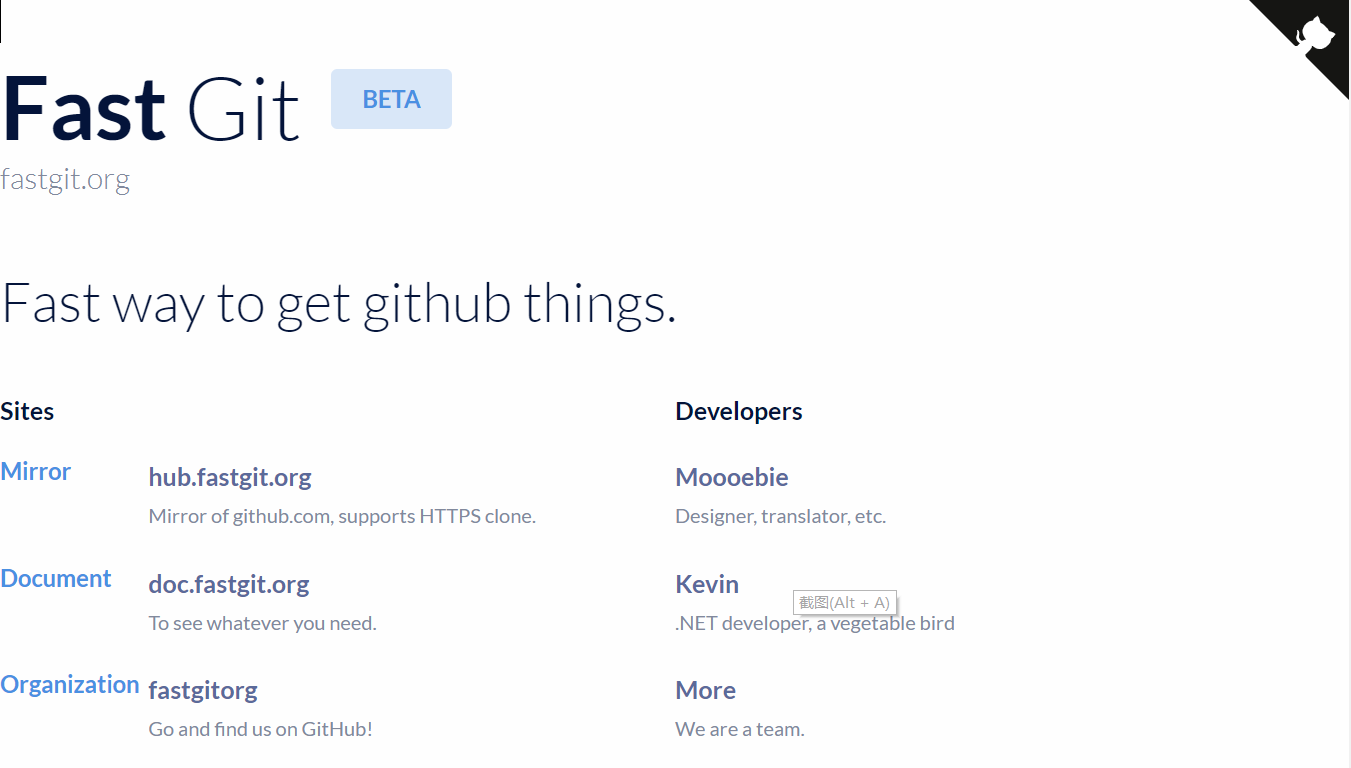 Fast Git BETA
fastgit.org
Fast way to get github things.
Sites
Mirror
hub.fastgit.org
Mirror of github.com, supports HTTPS clone.
Document
doc.fastgit.org
To see whatever you need.
Organization
fastgitorg
Go and find us on GitHub!
Developers
Moooebie
Designer, translator, etc.
Kevin
截图(Alt + A)
.NET developer, a vegetable bird
More
We are a team.